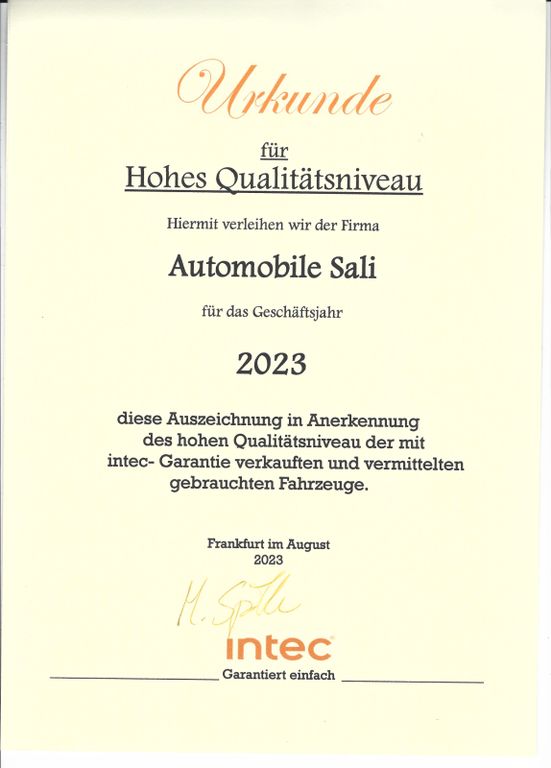 Urkunde
für
Hohes Qualitätsniveau
Hiermit verleihen wir der Firma
Automobile Sali
für das Geschäftsjahr
2023
diese Auszeichnung in Anerkennung
des hohen Qualitätsniveau der mit
intec- Garantie verkauften und vermittelten
gebrauchten Fahrzeuge.
Frankfurt im August
2023
intec
Garantiert einfach